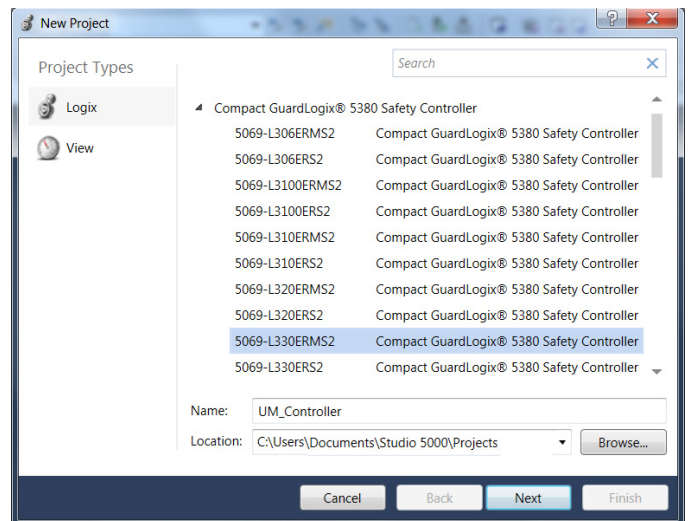 New Project
Project Types
Search
Logix
View
Compact GuardLogix® 5380 Safety Controller
5069-L306ERMS2 Compact GuardLogix® 5380 Safety Controller
5069-L306ERS2 Compact GuardLogix® 5380 Safety Controller
5069-L3100ERMS2 Compact GuardLogix® 5380 Safety Controller
5069-L3100ERS2 Compact GuardLogix® 5380 Safety Controller
5069-L310ERMS2 Compact GuardLogix® 5380 Safety Controller
5069-L310ERS2 Compact GuardLogix® 5380 Safety Controller
5069-L320ERMS2 Compact GuardLogix® 5380 Safety Controller
5069-L320ERS2 Compact GuardLogix® 5380 Safety Controller
5069-L330ERMS2 Compact GuardLogix® 5380 Safety Controller
5069-L330ERS2 Compact GuardLogix® 5380 Safety Controller
Name: UM_Controller
Location: C:\Users\Documents\Studio 5000\Projects Browse...
Cancel Back Next Finish